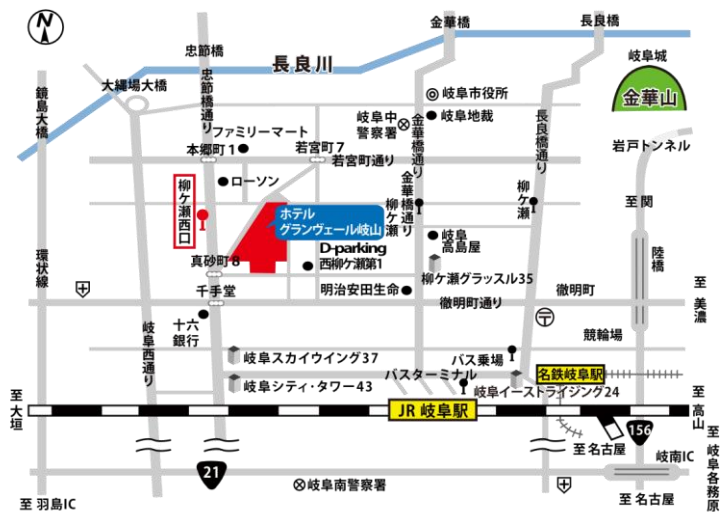 N
忠節橋
金華橋
長良橋
長良川
岐阜城
金華山
鏡島大橋
大縄場大橋
忠節橋通り
岐阜市役所
岐阜地裁
岐阜中
警察署
金華橋通り
長良橋通り
ファミリーマート
本郷町1
若宮町7
若宮町通り
岩戸トンネル
ローソン
柳ケ瀬西口
ホテル
グランヴェール岐山
金華橋通り
柳ケ瀬
柳ケ瀬
至 関
岐阜
高島屋
D-parking
西柳ケ瀬第1
真砂町8
柳ケ瀬グラッスル35
陸橋
環状線
千手堂
明治安田生命
徹明町通り
徹明町
至 美濃
十六
銀行
岐阜西通り
〒
競輪場
岐阜スカイウイング37
バス乗場
バスターミナル
名鉄岐阜駅
岐阜シティ・タワー43
岐阜イーストライジング24
至 大垣
JR 岐阜駅
至 高山
至 名古屋
156
至 岐阜各務原
21
岐南IC
岐阜南警察署
至 羽島IC
至 名古屋